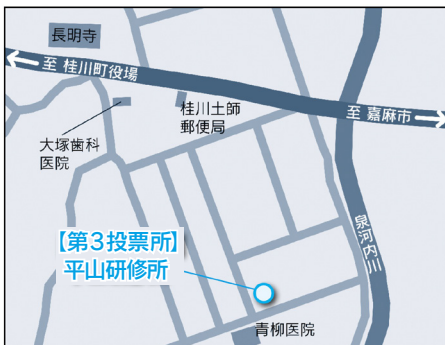 長明寺
至 桂川町役場
桂川土師
郵便局
至 嘉麻市
大塚歯科
医院
泉河内川
【第3投票所】
平山研修所
青柳医院